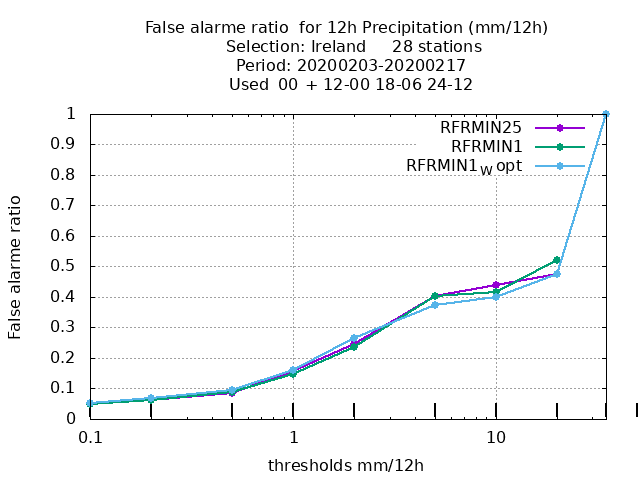 False alarme ratio  for 12h Precipitation (mm/12h)
Selection: Ireland     28 stations
Period: 20200203-20200217
Used  00  + 12-00 18-06 24-12
RFRMIN25
RFRMIN1
RFRMIN1w opt
1
0.9
0.8
0.7
0.6
0.5
0.4
0.3
0.2
0.1
0
False alarme ratio
0.1
1
10
thresholds mm/12h